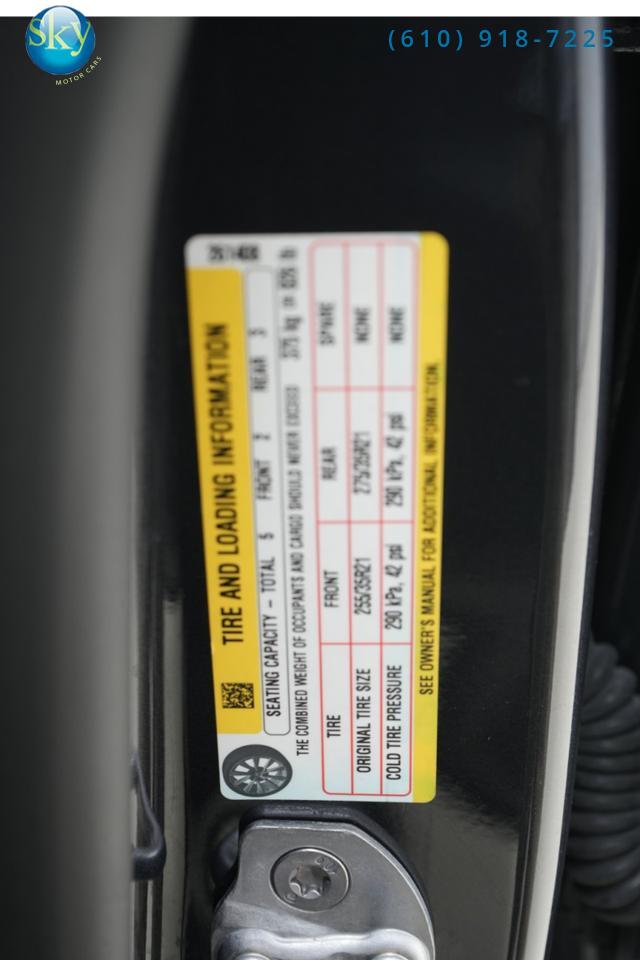 Sky
MOTOR CARS
(610) 918-7225
TIRE AND LOADING INFORMATION
SEATING CAPACITY – TOTAL 5 FRONT 2 REAR 3
THE COMBINED WEIGHT OF OCCUPANTS AND CARGO SHOULD NEVER EXCEED 375 kg
TIRE FRONT REAR SPARE
ORIGINAL TIRE SIZE 255/35R21 275/35R21 NONE
COLD TIRE PRESSURE 290 kPa, 42 psi 290 kPa, 42 psi NONE
SEE OWNER'S MANUAL FOR ADDITIONAL INFORMATION.